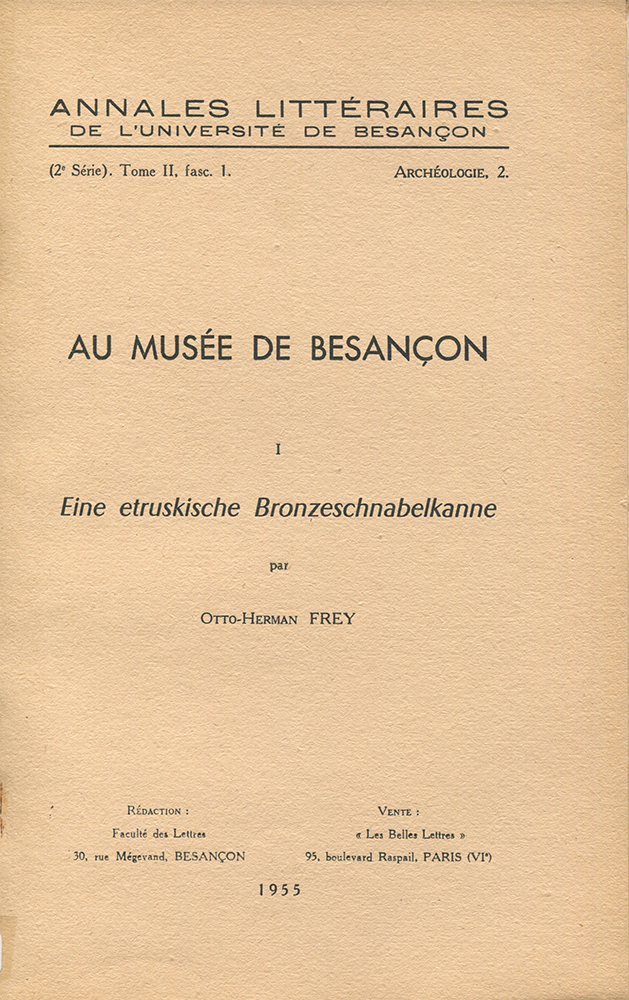 ANNALES LITTÉRAIRES
DE L'UNIVERSITÉ DE BESANÇON
(2e Série). Tome II, fasc. 1. Archéologie, 2.
AU MUSÉE DE BESANÇON
I
Eine etruskische Bronzeschnabelkanne
par
Otto-Herman FREY
Rédaction :
Faculté des Lettres
30, rue Mégevand, BESANÇON
Vente :
« Les Belles Lettres »
95, boulevard Raspail, PARIS (VIe)
1955